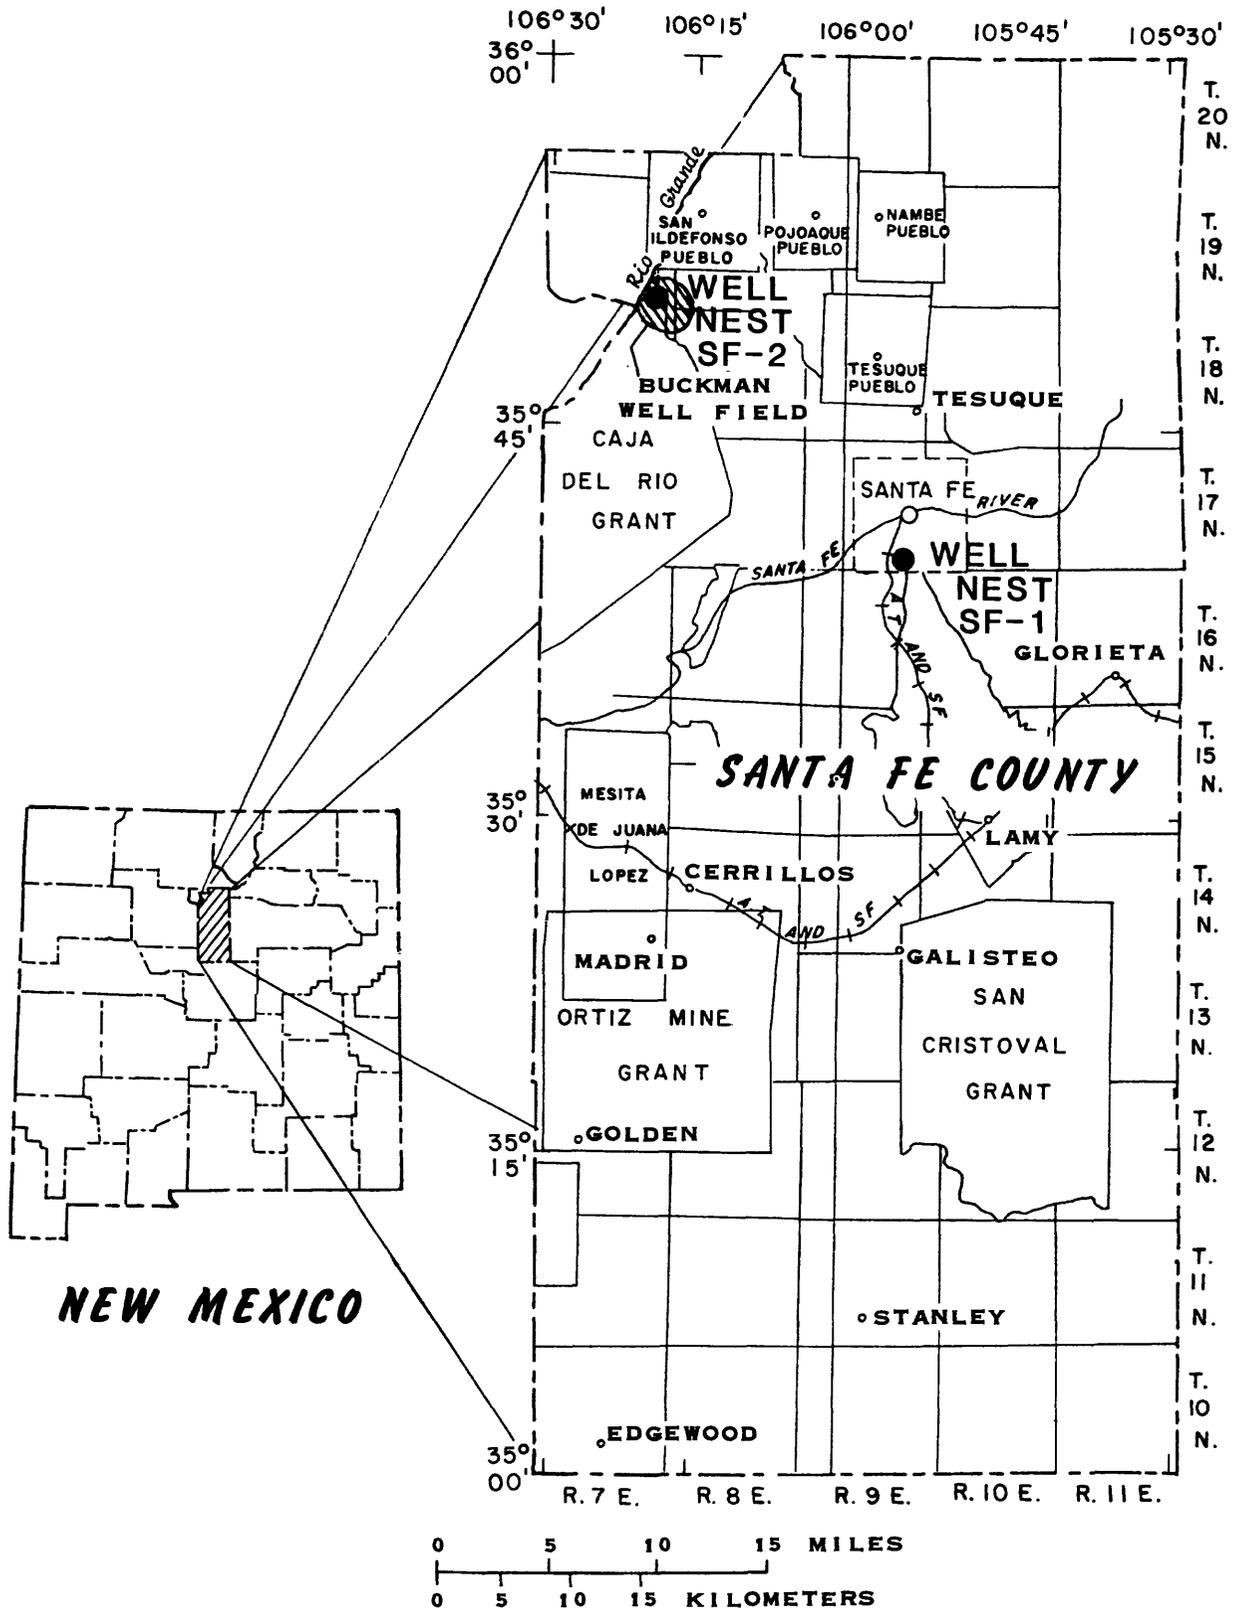 106°30' 106°15' 106°00' 105°45' 105°30'
36°
00'
T.
20
N.
Rio Grande
SAN
ILDEFONSO
PUEBLO
POJOAQUE
PUEBLO
NAMBE
PUEBLO
T.
19
N.
WELL
NEST
SF-2
TESUQUE
PUEBLO
T.
18
N.
BUCKMAN
WELL FIELD
TESUQUE
35°
45'
CAJA
DEL RIO
GRANT
SANTA FE
RIVER
T.
17
N.
SANTA FE
WELL
NEST
SF-1
AT AND SF
T.
16
N.
GLORIETA
SANTA FE COUNTY
T.
15
N.
35°
30'
MESITA
DE JUANA
LOPEZ
LAMY
CERRILLOS
AT AND SF
T.
14
N.
MADRID
GALISTEO
ORTIZ MINE
GRANT
SAN
CRISTOVAL
GRANT
T.
13
N.
GOLDEN
35°
15'
T.
12
N.
T.
11
N.
STANLEY
NEW MEXICO
T.
10
N.
EDGEWOOD
35°
00'
R. 7 E. R. 8 E. R. 9 E. R. 10 E. R. 11 E.
0 5 10 15 MILES
0 5 10 15 KILOMETERS